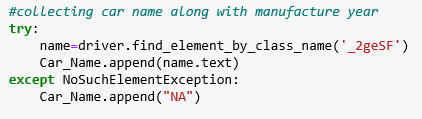 #collecting car name along with manufacture year
try:
    name=driver.find_element_by_class_name('_2geSF')
    Car_Name.append(name.text)
except NoSuchElementException:
    Car_Name.append("NA")